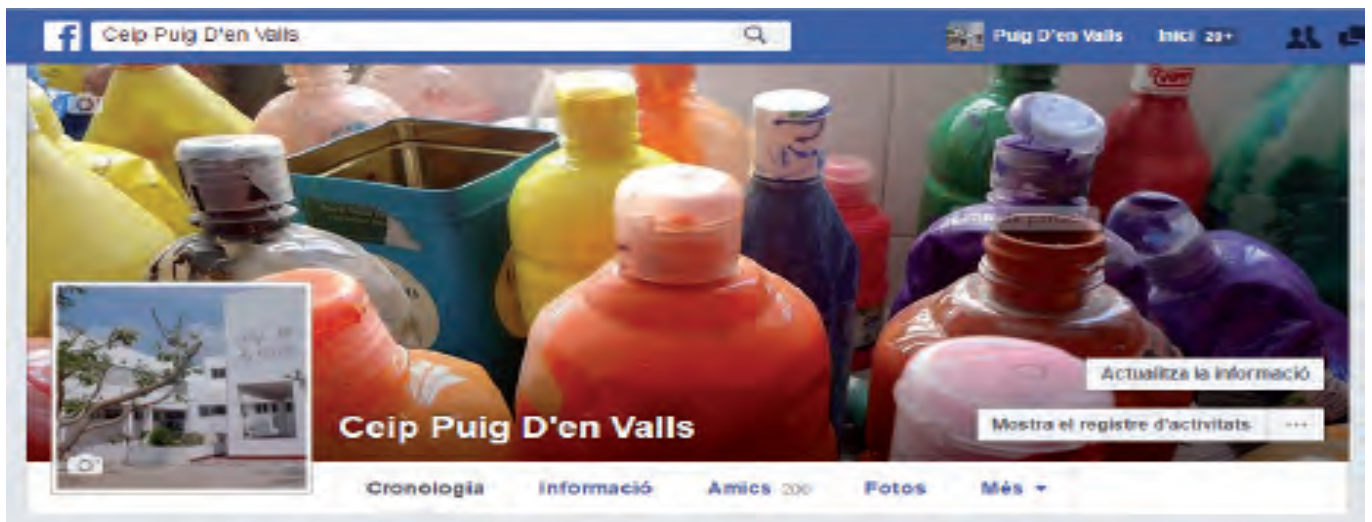 f Ceip Puig D'en Valls
Puig D'en Valls Inici 20+
Actualitza la informació
Ceip Puig D'en Valls
Mostra el registre d'activitats ...
Cronologia Informació Amics 200 Fotos Més